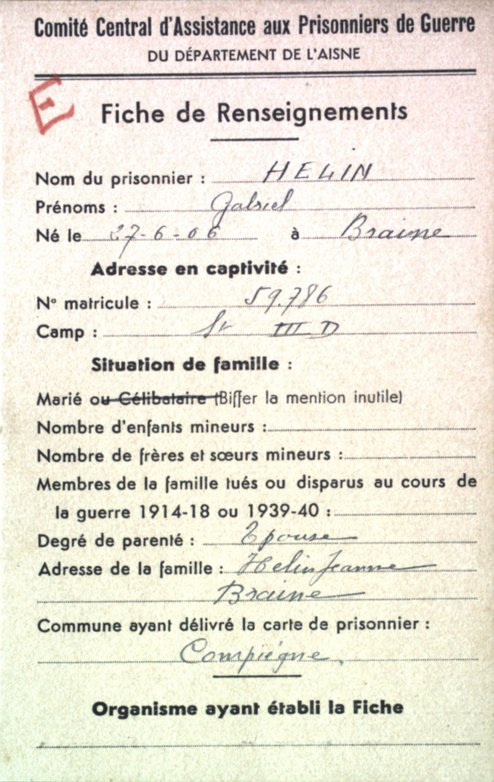 Comité Central d'Assistance aux Prisonniers de Guerre
DU DÉPARTEMENT DE L'AISNE
E
Fiche de Renseignements
Nom du prisonnier : HELIN
Prénoms : Gabriel
Né le 27-6-06 à Braine
Adresse en captivité :
N° matricule : 59.786
Camp : St III D
Situation de famille :
Marié ou Célibataire (Biffer la mention inutile)
Nombre d'enfants mineurs :
Nombre de frères et sœurs mineurs :
Membres de la famille tués ou disparus au cours de
la guerre 1914-18 ou 1939-40 :
Degré de parenté : Epouse
Adresse de la famille : Helin Jeanne
Braine
Commune ayant délivré la carte de prisonnier :
Compiègne.
Organisme ayant établi la Fiche